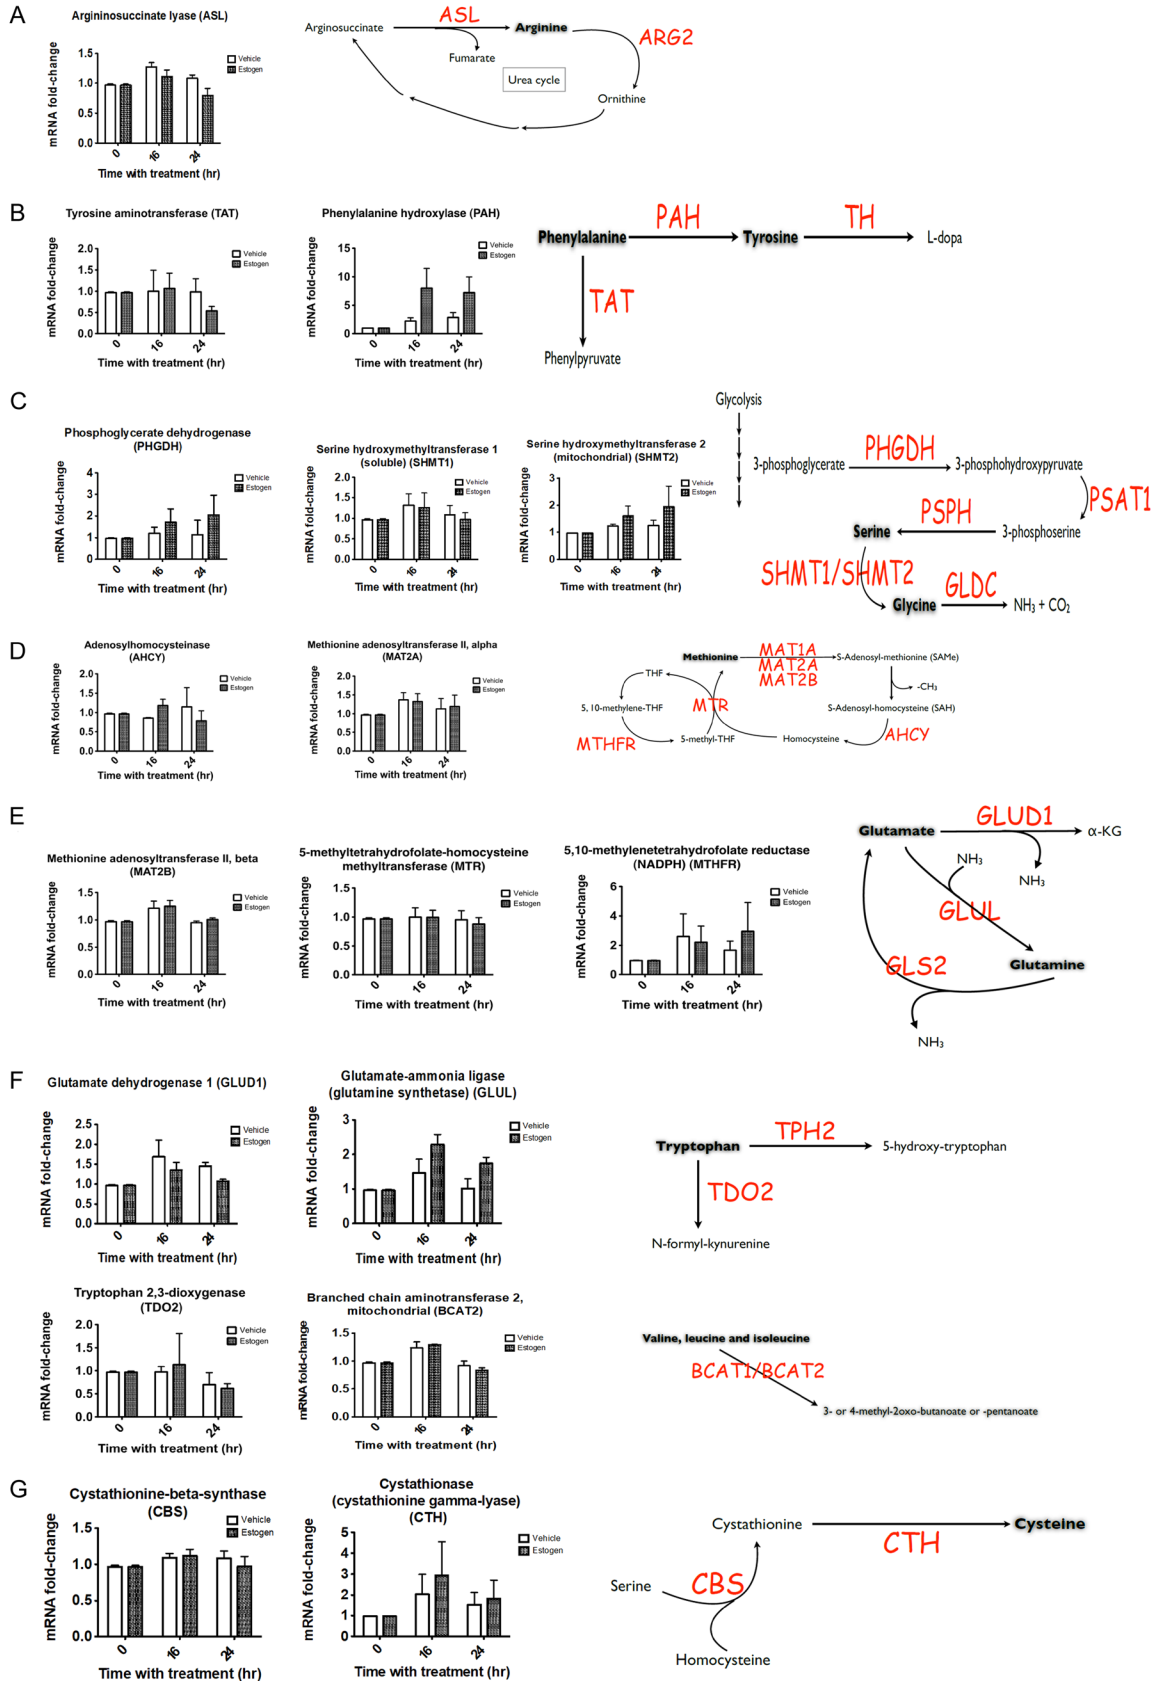 A
Argininosuccinate lyase (ASL)
mRNA fold-change
1.5
1.0
0.5
0.0
0
16
24
Time with treatment (hr)
Vehicle
Estogen
Arginosuccinate
ASL
Arginine
ARG2
Fumarate
Urea cycle
Ornithine
B
Tyrosine aminotransferase (TAT)
mRNA fold-change
2.0
1.5
1.0
0.5
0.0
0
16
24
Time with treatment (hr)
Vehicle
Estogen
Phenylalanine hydroxylase (PAH)
mRNA fold-change
15
10
5
0
0
16
24
Time with treatment (hr)
Vehicle
Estogen
Phenylalanine
PAH
Tyrosine
TH
L-dopa
TAT
Phenylpyruvate
C
Phosphoglycerate dehydrogenase
(PHGDH)
mRNA fold-change
4
3
2
1
0
0
16
24
Time with treatment (hr)
Vehicle
Estogen
Serine hydroxymethyltransferase 1
(soluble) (SHMT1)
mRNA fold-change
2.0
1.5
1.0
0.5
0.0
0
16
24
Time with treatment (hr)
Vehicle
Estogen
Serine hydroxymethyltransferase 2
(mitochondrial) (SHMT2)
mRNA fold-change
3
2
1
0
0
16
24
Time with treatment (hr)
Vehicle
Estogen
Glycolysis
3-phosphoglycerate
PHGDH
3-phosphohydroxypyruvate
PSAT1
Serine
PSPH
3-phosphoserine
SHMT1/SHMT2
Glycine
GLDC
NH₃ + CO₂
D
Adenosylhomocysteinase
(AHCY)
mRNA fold-change
2.0
1.5
1.0
0.5
0.0
0
16
24
Time with treatment (hr)
Vehicle
Estogen
Methionine adenosyltransferase II, alpha
(MAT2A)
mRNA fold-change
2.0
1.5
1.0
0.5
0.0
0
16
24
Time with treatment (hr)
Vehicle
Estogen
Methionine
MAT1A
MAT2A
MAT2B
S-Adenosyl-methionine (SAMe)
THF
-CH₃
5, 10-methylene-THF
MTR
S-Adenosyl-homocysteine (SAH)
MTHFR
5-methyl-THF
Homocysteine
AHCY
E
Methionine adenosyltransferase II, beta
(MAT2B)
mRNA fold-change
1.5
1.0
0.5
0.0
0
16
24
Time with treatment (hr)
Vehicle
Estogen
5-methyltetrahydrofolate-homocysteine
methyltransferase (MTR)
mRNA fold-change
1.5
1.0
0.5
0.0
0
16
24
Time with treatment (hr)
Vehicle
Estogen
5,10-methylenetetrahydrofolate reductase
(NADPH) (MTHFR)
mRNA fold-change
6
4
2
0
0
16
24
Time with treatment (hr)
Vehicle
Estogen
Glutamate
GLUD1
α-KG
NH₃
NH₃
GLUL
GLS2
Glutamine
NH₃
F
Glutamate dehydrogenase 1 (GLUD1)
mRNA fold-change
2.5
2.0
1.5
1.0
0.5
0.0
0
16
24
Time with treatment (hr)
Vehicle
Estogen
Glutamate-ammonia ligase
(glutamine synthetase) (GLUL)
mRNA fold-change
3
2
1
0
0
16
24
Time with treatment (hr)
Vehicle
Estogen
Tryptophan
TPH2
5-hydroxy-tryptophan
TDO2
N-formyl-kynurenine
Tryptophan 2,3-dioxygenase
(TDO2)
mRNA fold-change
2.0
1.5
1.0
0.5
0.0
0
16
24
Time with treatment (hr)
Vehicle
Estogen
Branched chain aminotransferase 2,
mitochondrial (BCAT2)
mRNA fold-change
1.5
1.0
0.5
0.0
0
16
24
Time with treatment (hr)
Vehicle
Estogen
Valine, leucine and isoleucine
BCAT1/BCAT2
3- or 4-methyl-2oxo-butanoate or -pentanoate
G
Cystathionine-beta-synthase
(CBS)
mRNA fold-change
1.5
1.0
0.5
0.0
0
16
24
Time with treatment (hr)
Vehicle
Estogen
Cystathionase
(cystathionine gamma-lyase)
(CTH)
mRNA fold-change
5
4
3
2
1
0
0
16
24
Time with treatment (hr)
Vehicle
Estogen
Cystathionine
CTH
Cysteine
Serine
CBS
Homocysteine